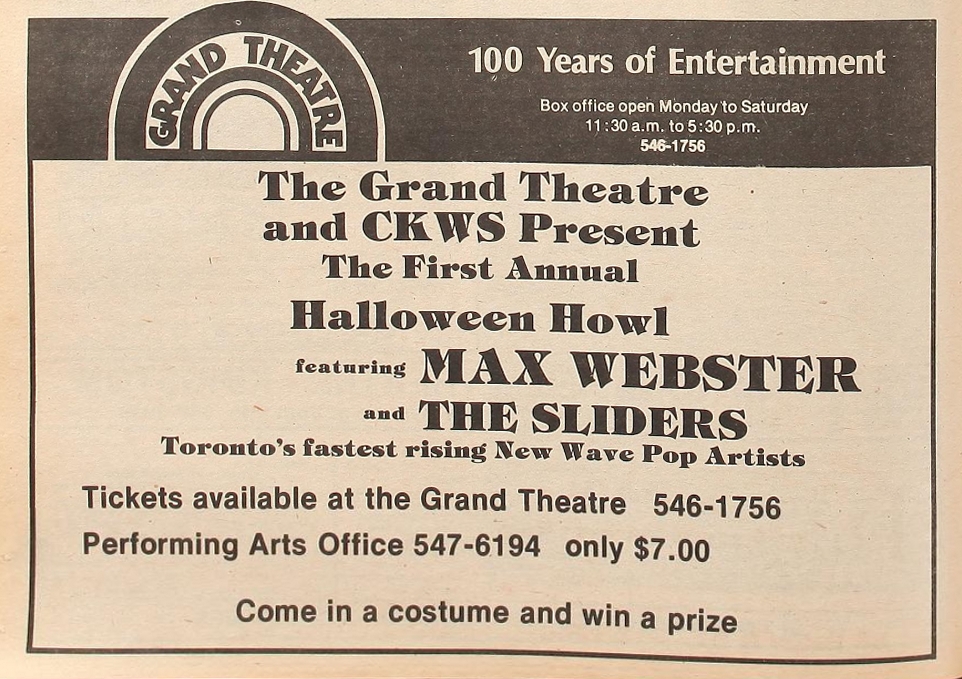 GRAND THEATRE
100 Years of Entertainment
Box office open Monday to Saturday
11:30 a.m. to 5:30 p.m.
546-1756
The Grand Theatre
and CKWS Present
The First Annual
Halloween Howl
featuring MAX WEBSTER
and THE SLIDERS
Toronto's fastest rising New Wave Pop Artists
Tickets available at the Grand Theatre 546-1756
Performing Arts Office 547-6194 only $7.00
Come in a costume and win a prize